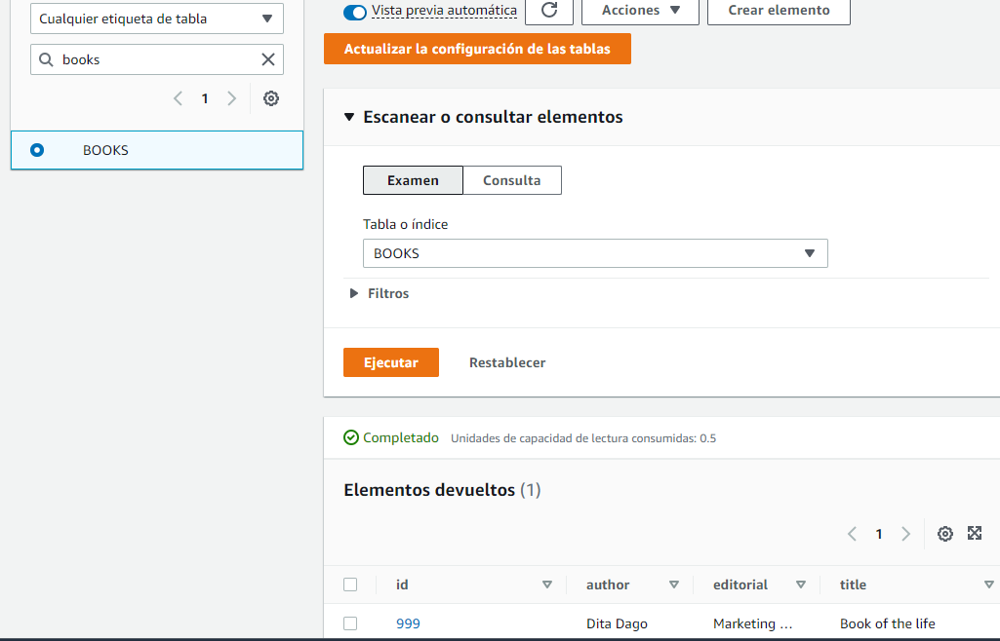 Cualquier etiqueta de tabla
books
1
BOOKS
Vista previa automática
Acciones
Crear elemento
Actualizar la configuración de las tablas
Escanear o consultar elementos
Examen Consulta
Tabla o índice
BOOKS
Filtros
Ejecutar Restablecer
Completado Unidades de capacidad de lectura consumidas: 0.5
Elementos devueltos (1)
1
id author editorial title
999 Dita Dago Marketing ... Book of the life